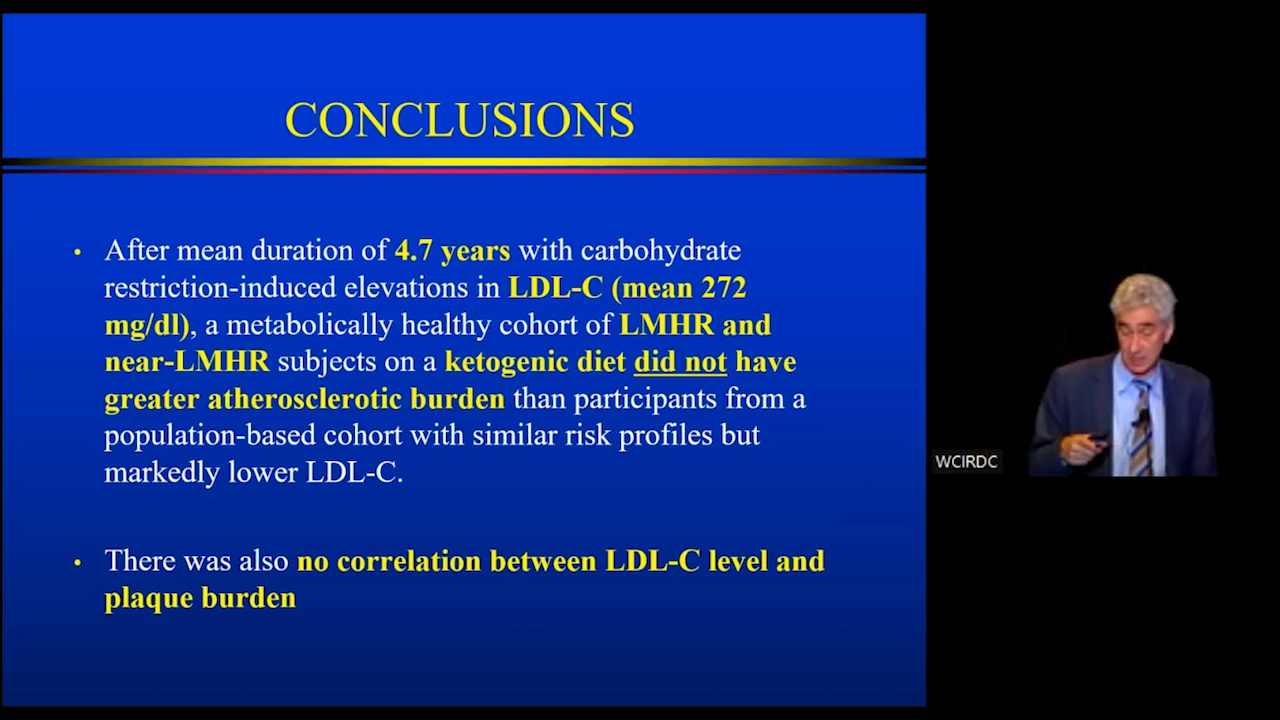 CONCLUSIONS
• After mean duration of 4.7 years with carbohydrate
restriction-induced elevations in LDL-C (mean 272
mg/dl), a metabolically healthy cohort of LMHR and
near-LMHR subjects on a ketogenic diet did not have
greater atherosclerotic burden than participants from a
population-based cohort with similar risk profiles but
markedly lower LDL-C.
• There was also no correlation between LDL-C level and
plaque burden
WCIRDC